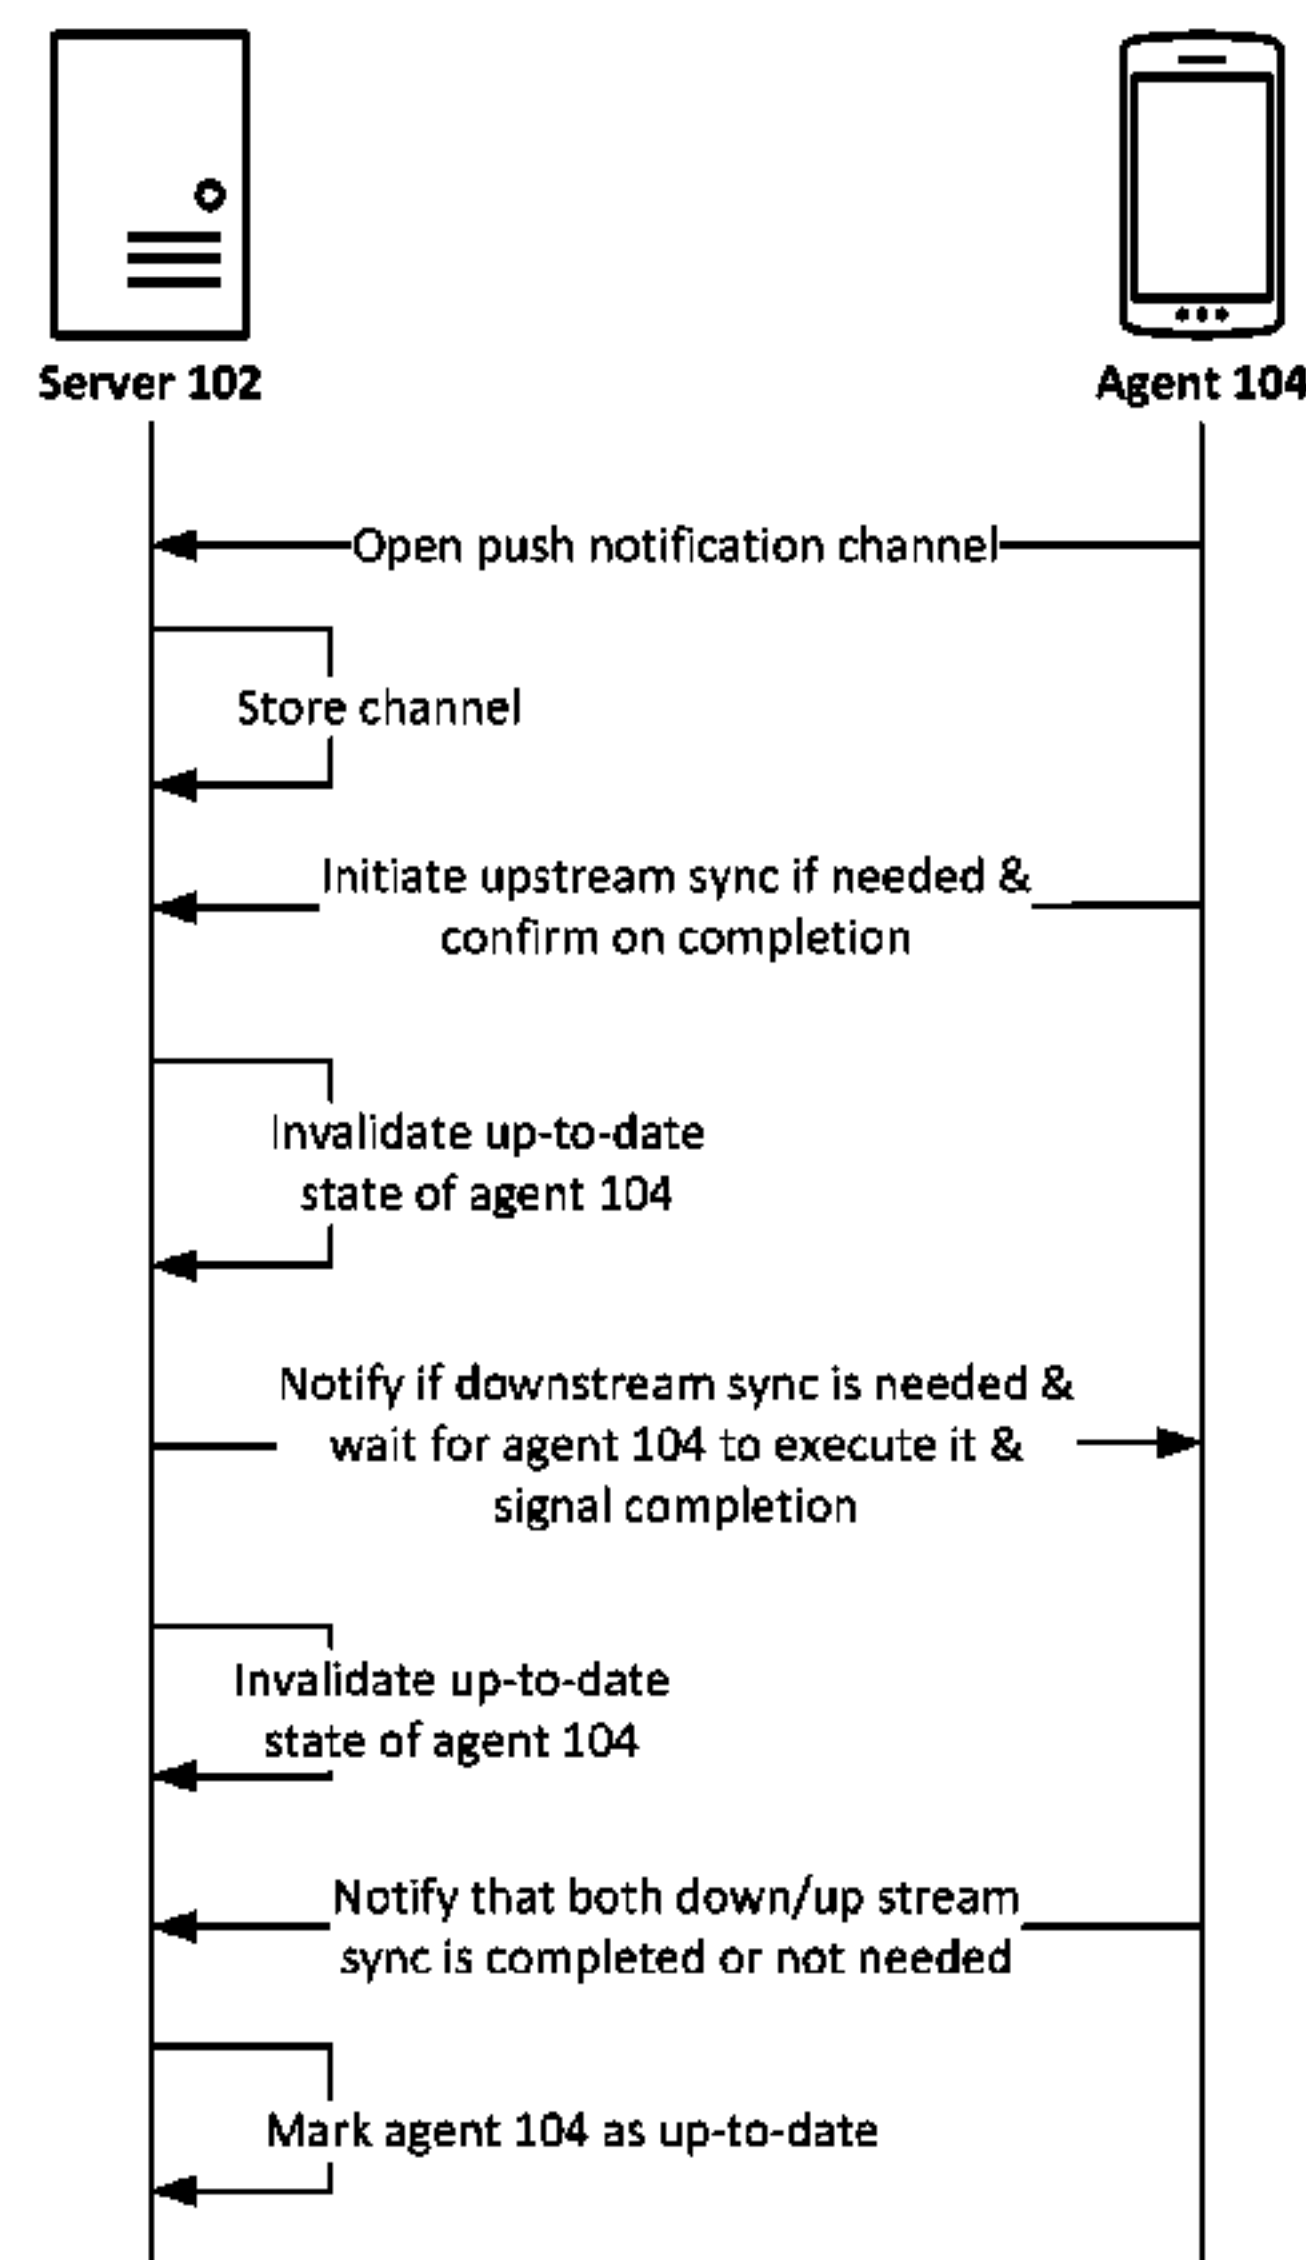 Server 102
Agent 104
Open push notification channel
Store channel
Initiate upstream sync if needed &
confirm on completion
Invalidate up-to-date
state of agent 104
Notify if downstream sync is needed &
wait for agent 104 to execute it &
signal completion
Invalidate up-to-date
state of agent 104
Notify that both down/up stream
sync is completed or not needed
Mark agent 104 as up-to-date